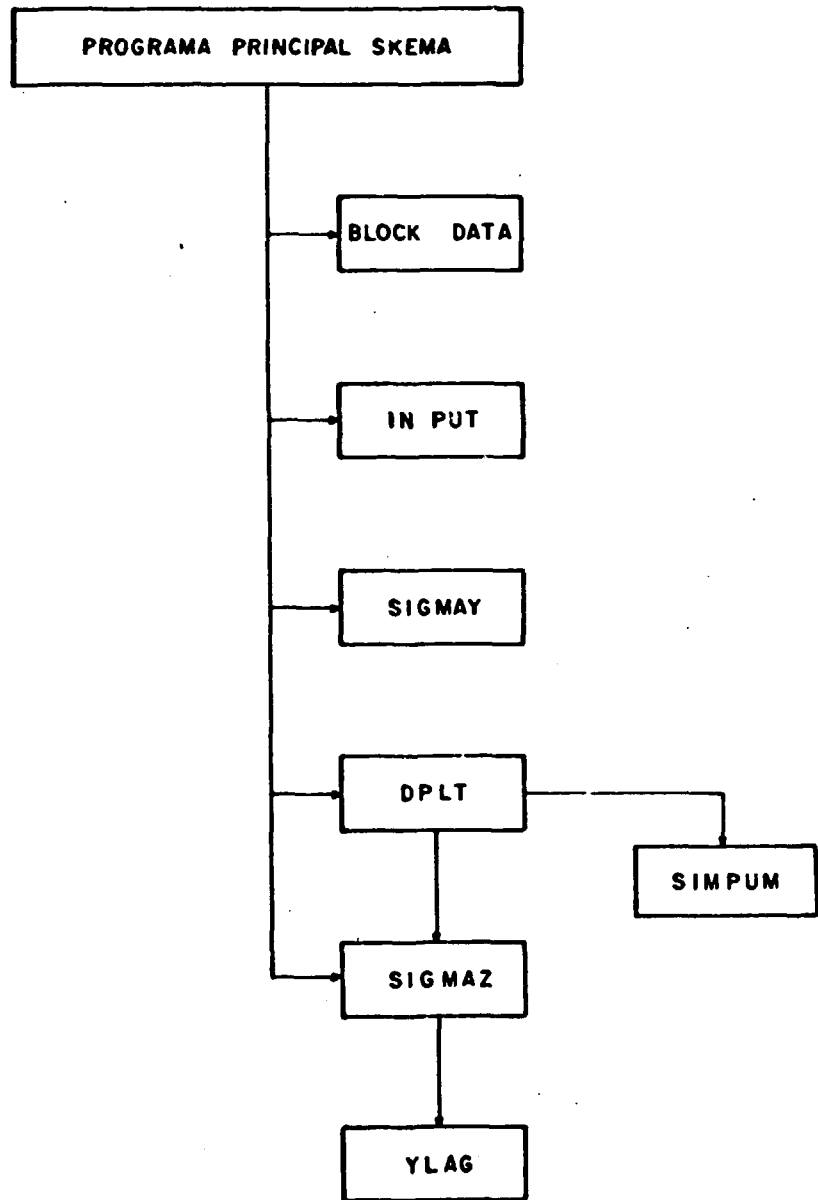 PROGRAMA PRINCIPAL SKEMA
BLOCK DATA
IN PUT
SIGMAY
DPLT
SIMPUM
SIGMAZ
YLAG